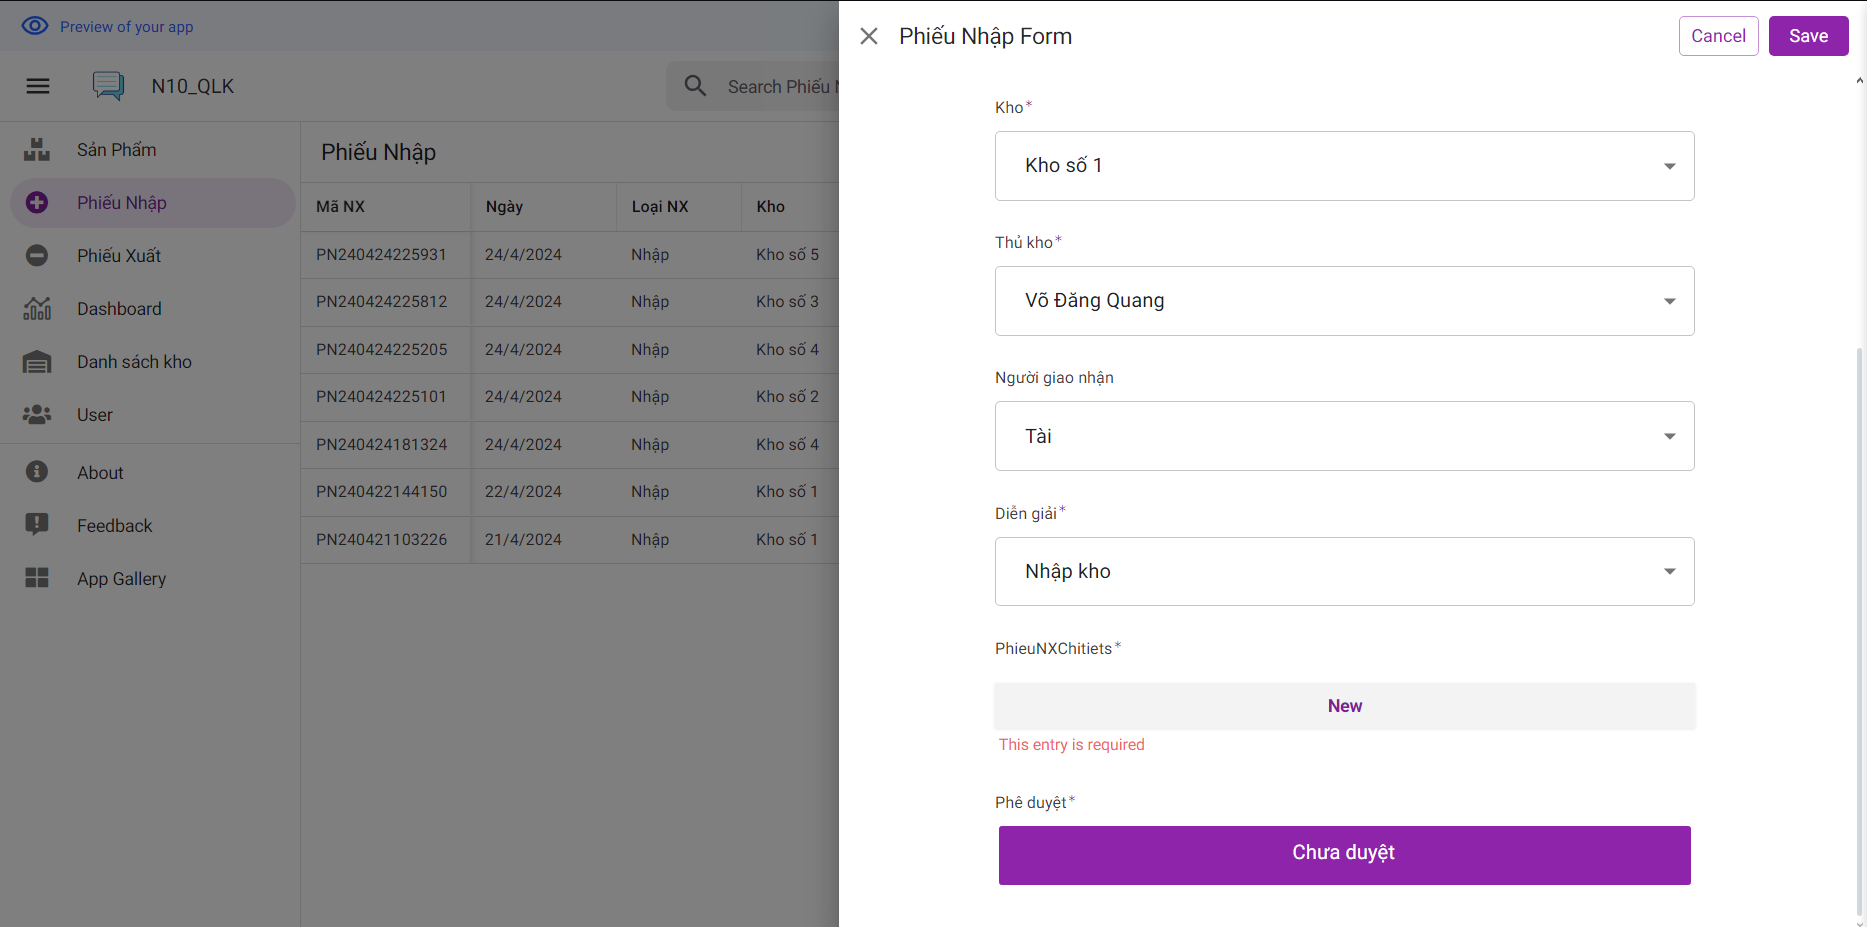 Preview of your app
N10_QLK
Search Phiếu N
Sản Phẩm
Phiếu Nhập
Phiếu Xuất
Dashboard
Danh sách kho
User
About
Feedback
App Gallery
Phiếu Nhập
Mã NX Ngày Loại NX Kho
PN240424225931 24/4/2024 Nhập Kho số 5
PN240424225812 24/4/2024 Nhập Kho số 3
PN240424225205 24/4/2024 Nhập Kho số 4
PN240424225101 24/4/2024 Nhập Kho số 2
PN240424181324 24/4/2024 Nhập Kho số 4
PN240422144150 22/4/2024 Nhập Kho số 1
PN240421103226 21/4/2024 Nhập Kho số 1
Phiếu Nhập Form
Cancel
Save
Kho*
Kho số 1
Thủ kho*
Võ Đăng Quang
Người giao nhận
Tài
Diễn giải*
Nhập kho
PhieuNXChitiets*
New
This entry is required
Phê duyệt*
Chưa duyệt